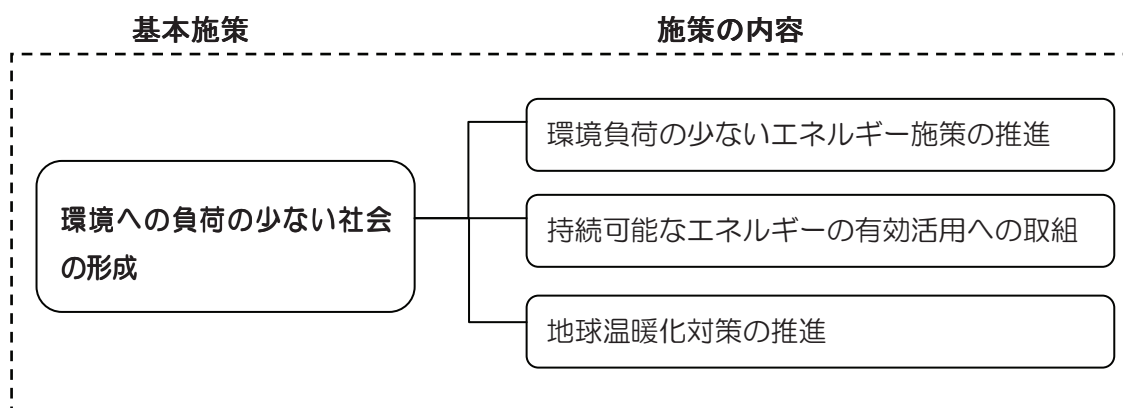 基本施策
施策の内容
環境負荷の少ないエネルギー施策の推進
環境への負荷の少ない社会
の形成
持続可能なエネルギーの有効活用への取組
地球温暖化対策の推進